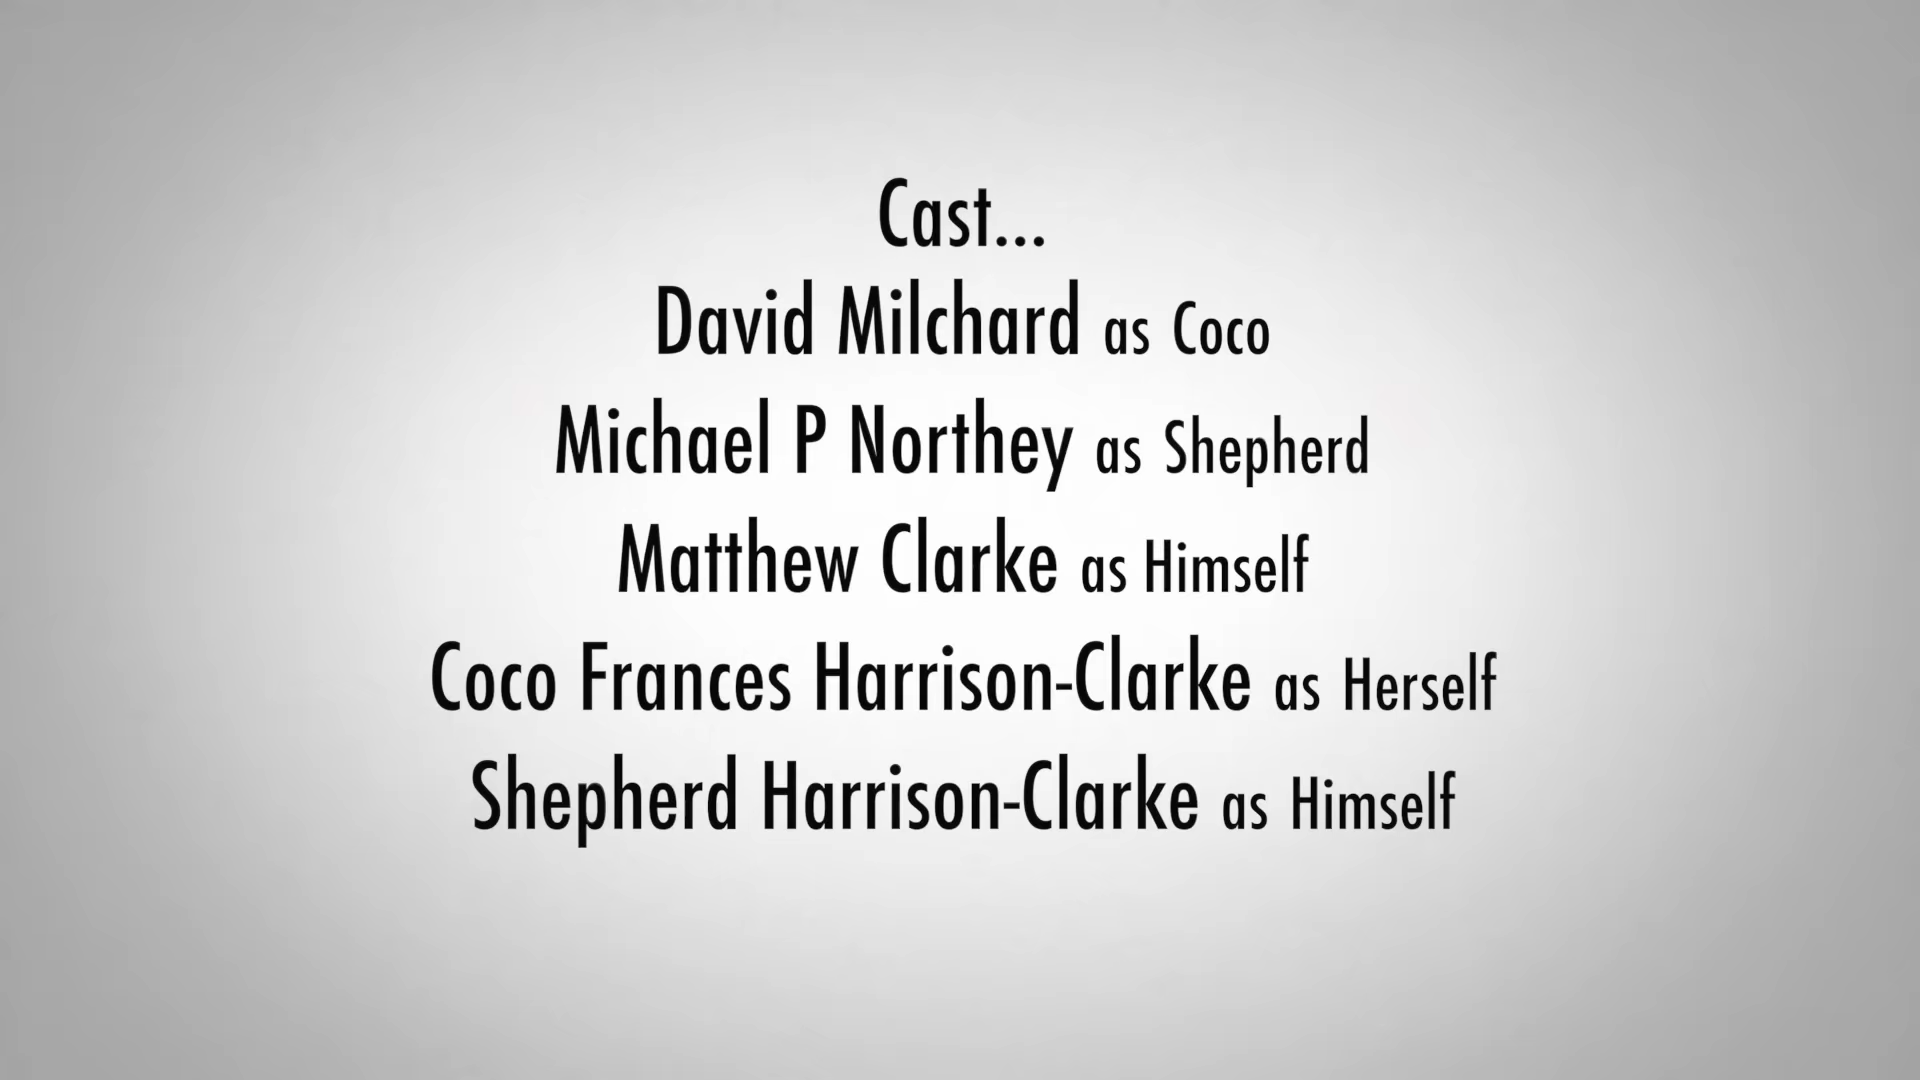 Cast...
David Milchard as Coco
Michael P Northey as Shepherd
Matthew Clarke as Himself
Coco Frances Harrison-Clarke as Herself
Shepherd Harrison-Clarke as Himself